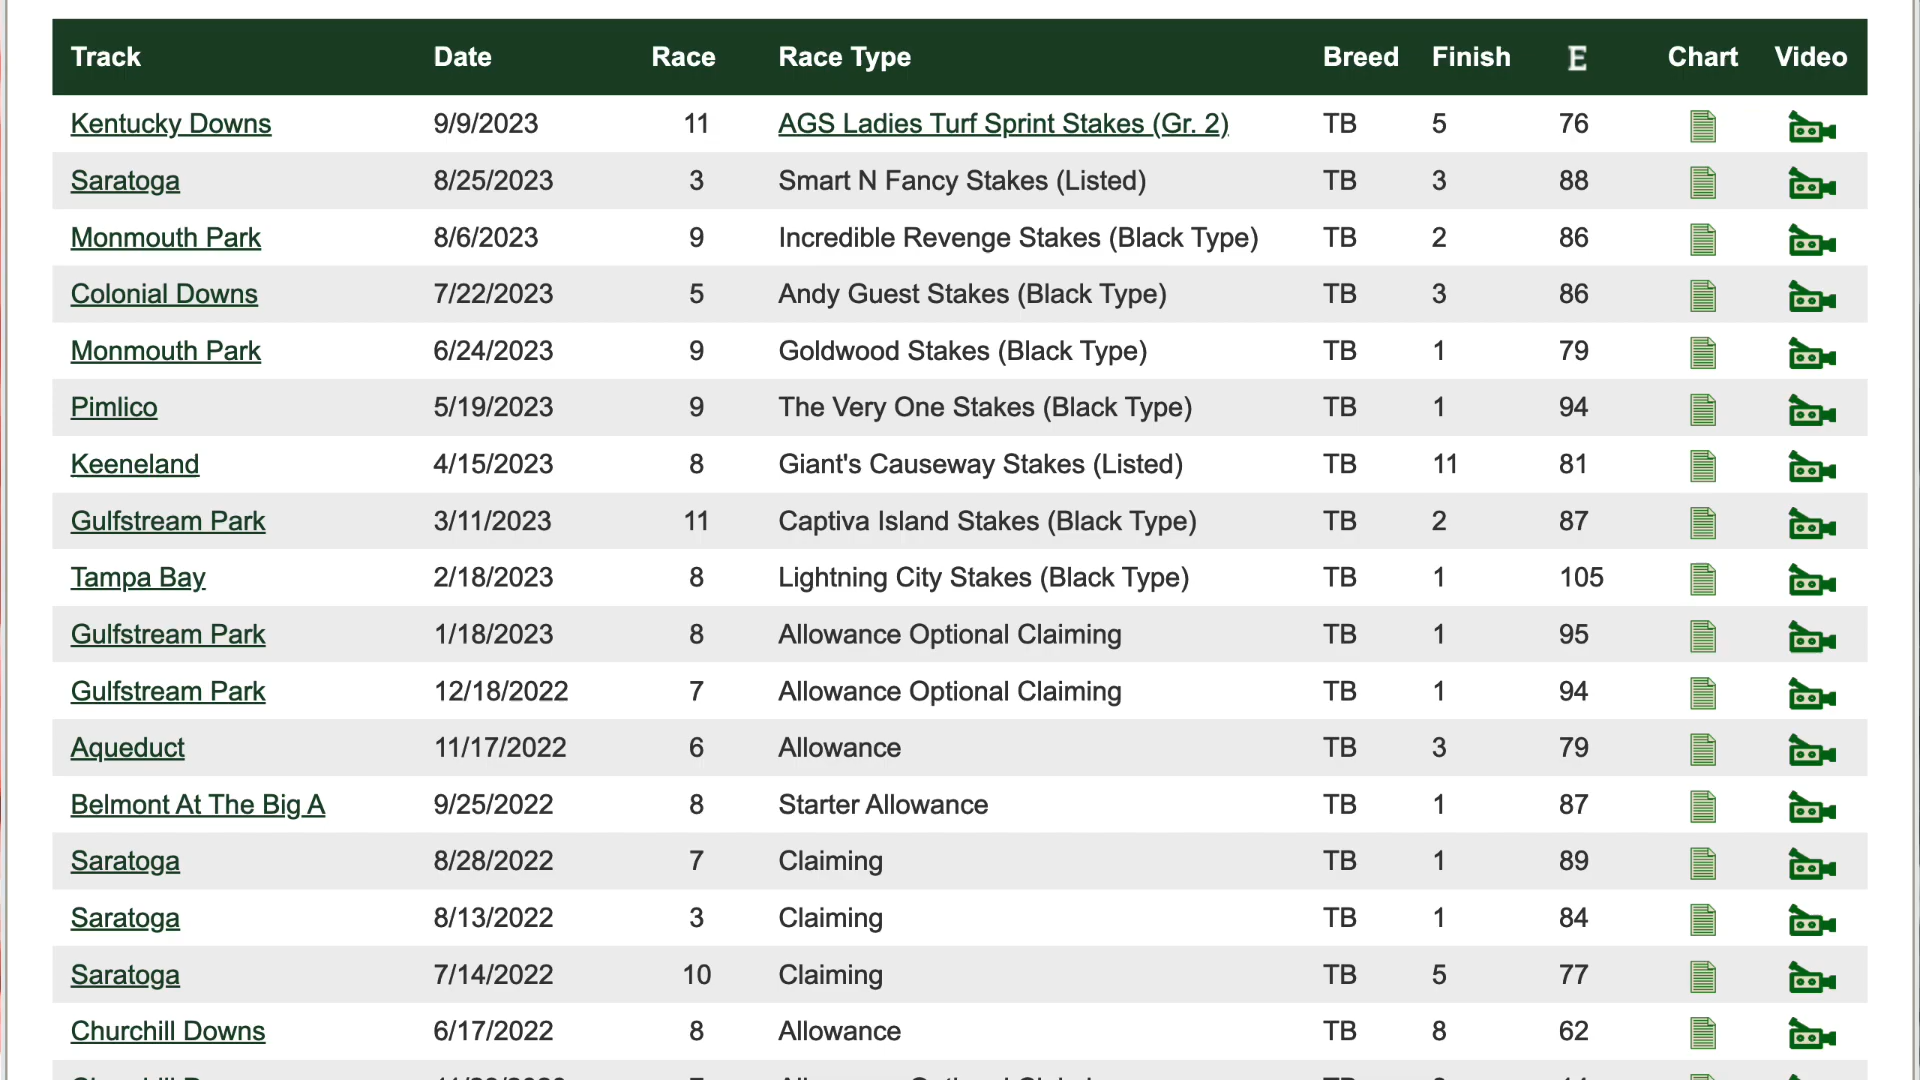 Track Date Race Race Type Breed Finish E Chart Video
Kentucky Downs 9/9/2023 11 AGS Ladies Turf Sprint Stakes (Gr. 2) TB 5 76
Saratoga 8/25/2023 3 Smart N Fancy Stakes (Listed) TB 3 88
Monmouth Park 8/6/2023 9 Incredible Revenge Stakes (Black Type) TB 2 86
Colonial Downs 7/22/2023 5 Andy Guest Stakes (Black Type) TB 3 86
Monmouth Park 6/24/2023 9 Goldwood Stakes (Black Type) TB 1 79
Pimlico 5/19/2023 9 The Very One Stakes (Black Type) TB 1 94
Keeneland 4/15/2023 8 Giant's Causeway Stakes (Listed) TB 11 81
Gulfstream Park 3/11/2023 11 Captiva Island Stakes (Black Type) TB 2 87
Tampa Bay 2/18/2023 8 Lightning City Stakes (Black Type) TB 1 105
Gulfstream Park 1/18/2023 8 Allowance Optional Claiming TB 1 95
Gulfstream Park 12/18/2022 7 Allowance Optional Claiming TB 1 94
Aqueduct 11/17/2022 6 Allowance TB 3 79
Belmont At The Big A 9/25/2022 8 Starter Allowance TB 1 87
Saratoga 8/28/2022 7 Claiming TB 1 89
Saratoga 8/13/2022 3 Claiming TB 1 84
Saratoga 7/14/2022 10 Claiming TB 5 77
Churchill Downs 6/17/2022 8 Allowance TB 8 62